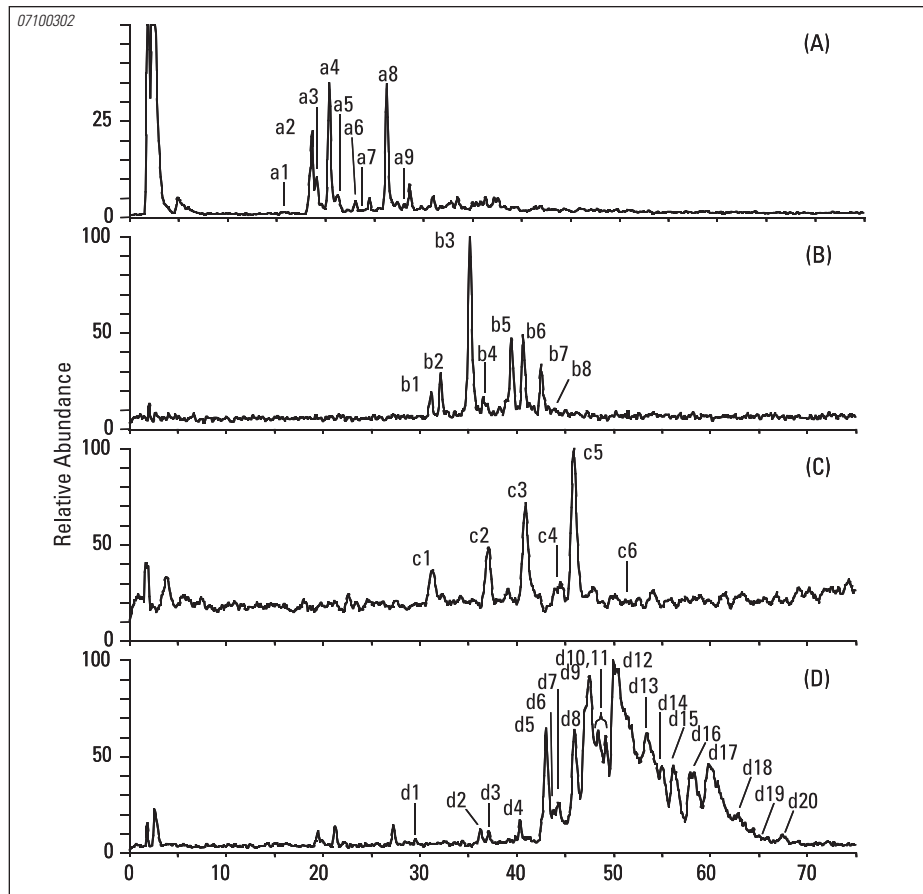 07100302
(A)
a4
a8
a3
a5
a2
a6
a7
a9
a1
25
0
100
b3
(B)
50
b5
b6
b4
b7
b2
b8
b1
0
Relative Abundance
100
c5
(C)
c3
50
c2
c4
c1
c6
0
100
d10,11
d12
(D)
d9
d7
d13
d6
d14
d5
d8
d15
d16
50
d17
d1
d18
d2
d3
d4
d19
d20
0
0 10 20 30 40 50 60 70